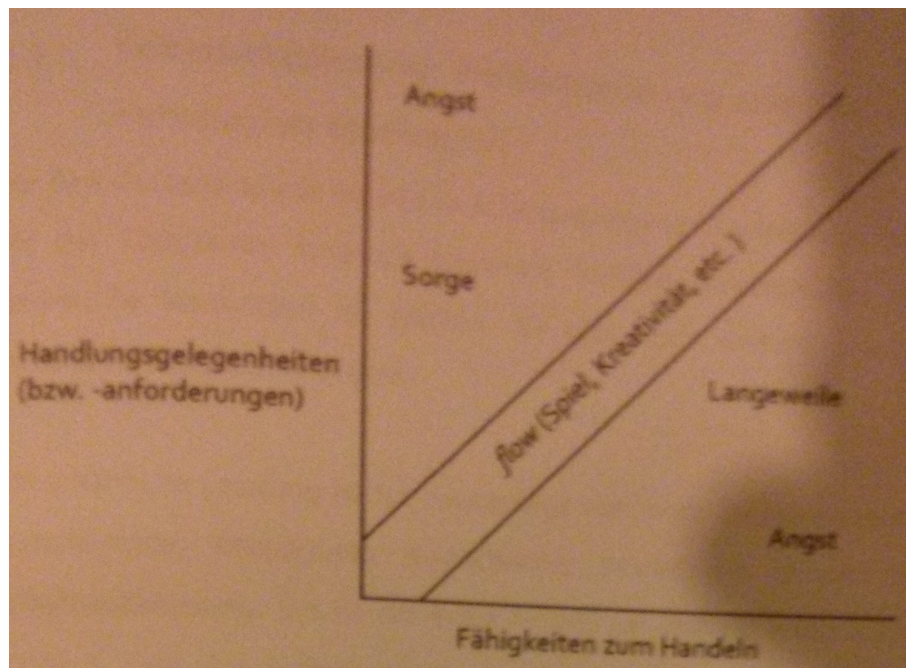 Angst
Sorge
Handlungsgelegenheiten
(bzw. -anforderungen)
flow (Spiel, Kreativität, etc. )
Langeweile
Angst
Fähigkeiten zum Handeln